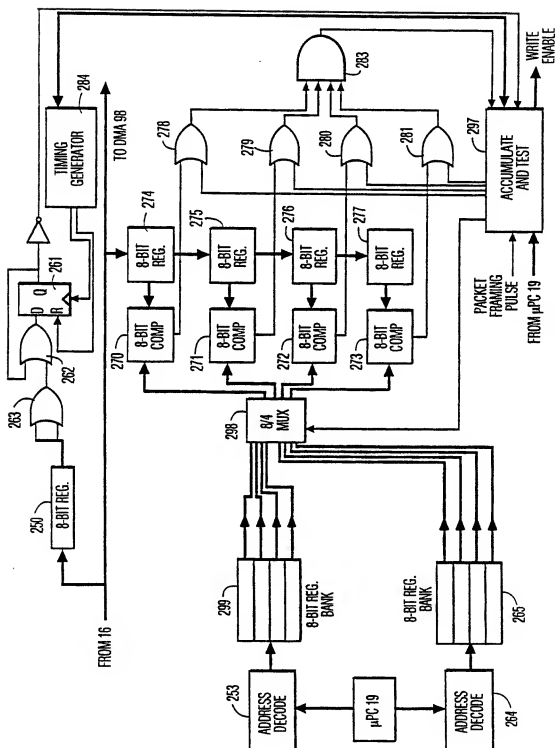 FROM 16
250
8-BIT REG.
263
262
D Q
R
261
TIMING
GENERATOR
284
TO DMA 98
270
8-BIT
COMP
8-BIT
REG.
274
271
8-BIT
COMP
8-BIT
REG.
275
272
8-BIT
COMP
8-BIT
REG.
276
273
8-BIT
COMP
8-BIT
REG.
277
278
279
280
281
283
298
8/4
MUX
299
8-BIT REG.
BANK
8-BIT REG.
BANK
265
253
ADDRESS
DECODE
µPC 19
ADDRESS
DECODE
264
PACKET
FRAMING
PULSE
FROM µPC 19
ACCUMULATE
AND TEST
297
WRITE
ENABLE